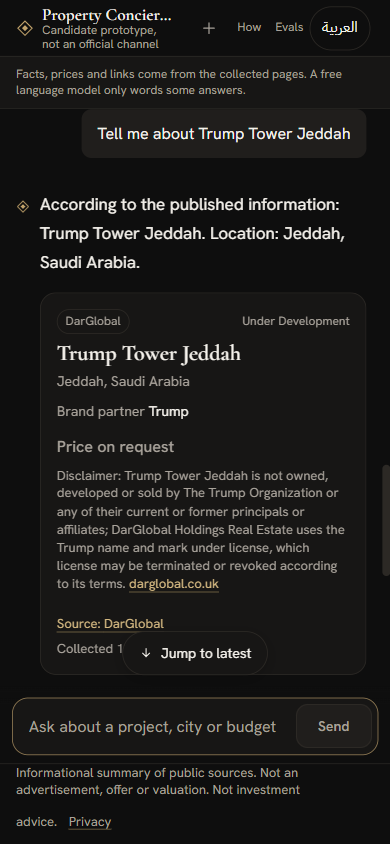 Property Concier...
Candidate prototype,
not an official channel
+
How
Evals
العربية
Facts, prices and links come from the collected pages. A free
language model only words some answers.
Tell me about Trump Tower Jeddah
According to the published information:
Trump Tower Jeddah. Location: Jeddah,
Saudi Arabia.
DarGlobal
Under Development
Trump Tower Jeddah
Jeddah, Saudi Arabia
Brand partner Trump
Price on request
Disclaimer: Trump Tower Jeddah is not owned,
developed or sold by The Trump Organization or
any of their current or former principals or
affiliates; DarGlobal Holdings Real Estate uses the
Trump name and mark under license, which
license may be terminated or revoked according
to its terms. darglobal.co.uk
Source: DarGlobal
Collected 1
↓ Jump to latest
Ask about a project, city or budget
Send
Informational summary of public sources. Not an
advertisement, offer or valuation. Not investment
advice. Privacy